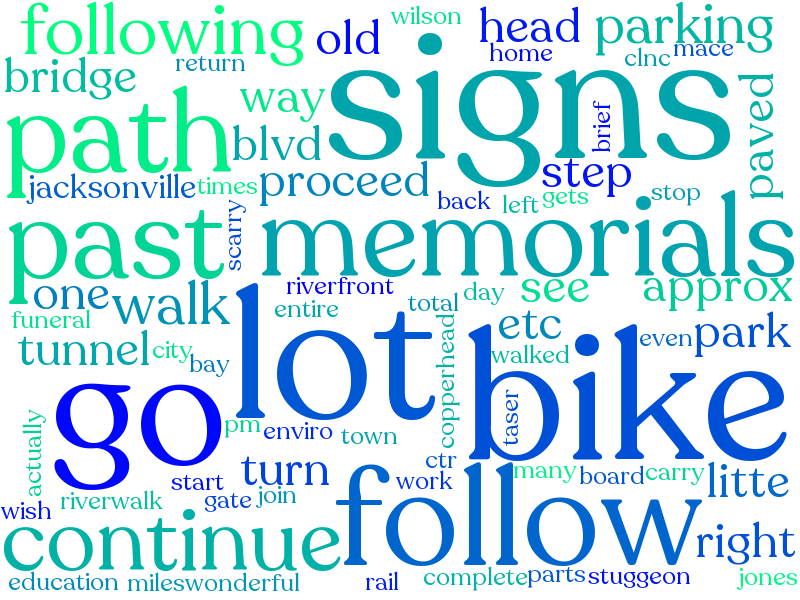 following old wilson head parking
bridge return home clnc mace
path way blvd signs brief paved
jacksonville times proceed step
back left gets stop
past scarry memorials
one walk riverfront see approx
funeral entire total day
tunnel city bay lot etc even park
copperhead walked bike
go pm enviro town taser
actually start turn ctr many board carry litte
wish riverwalk gate join work
continue follow right
education miles wonderful rail complete parts stuggeon jones